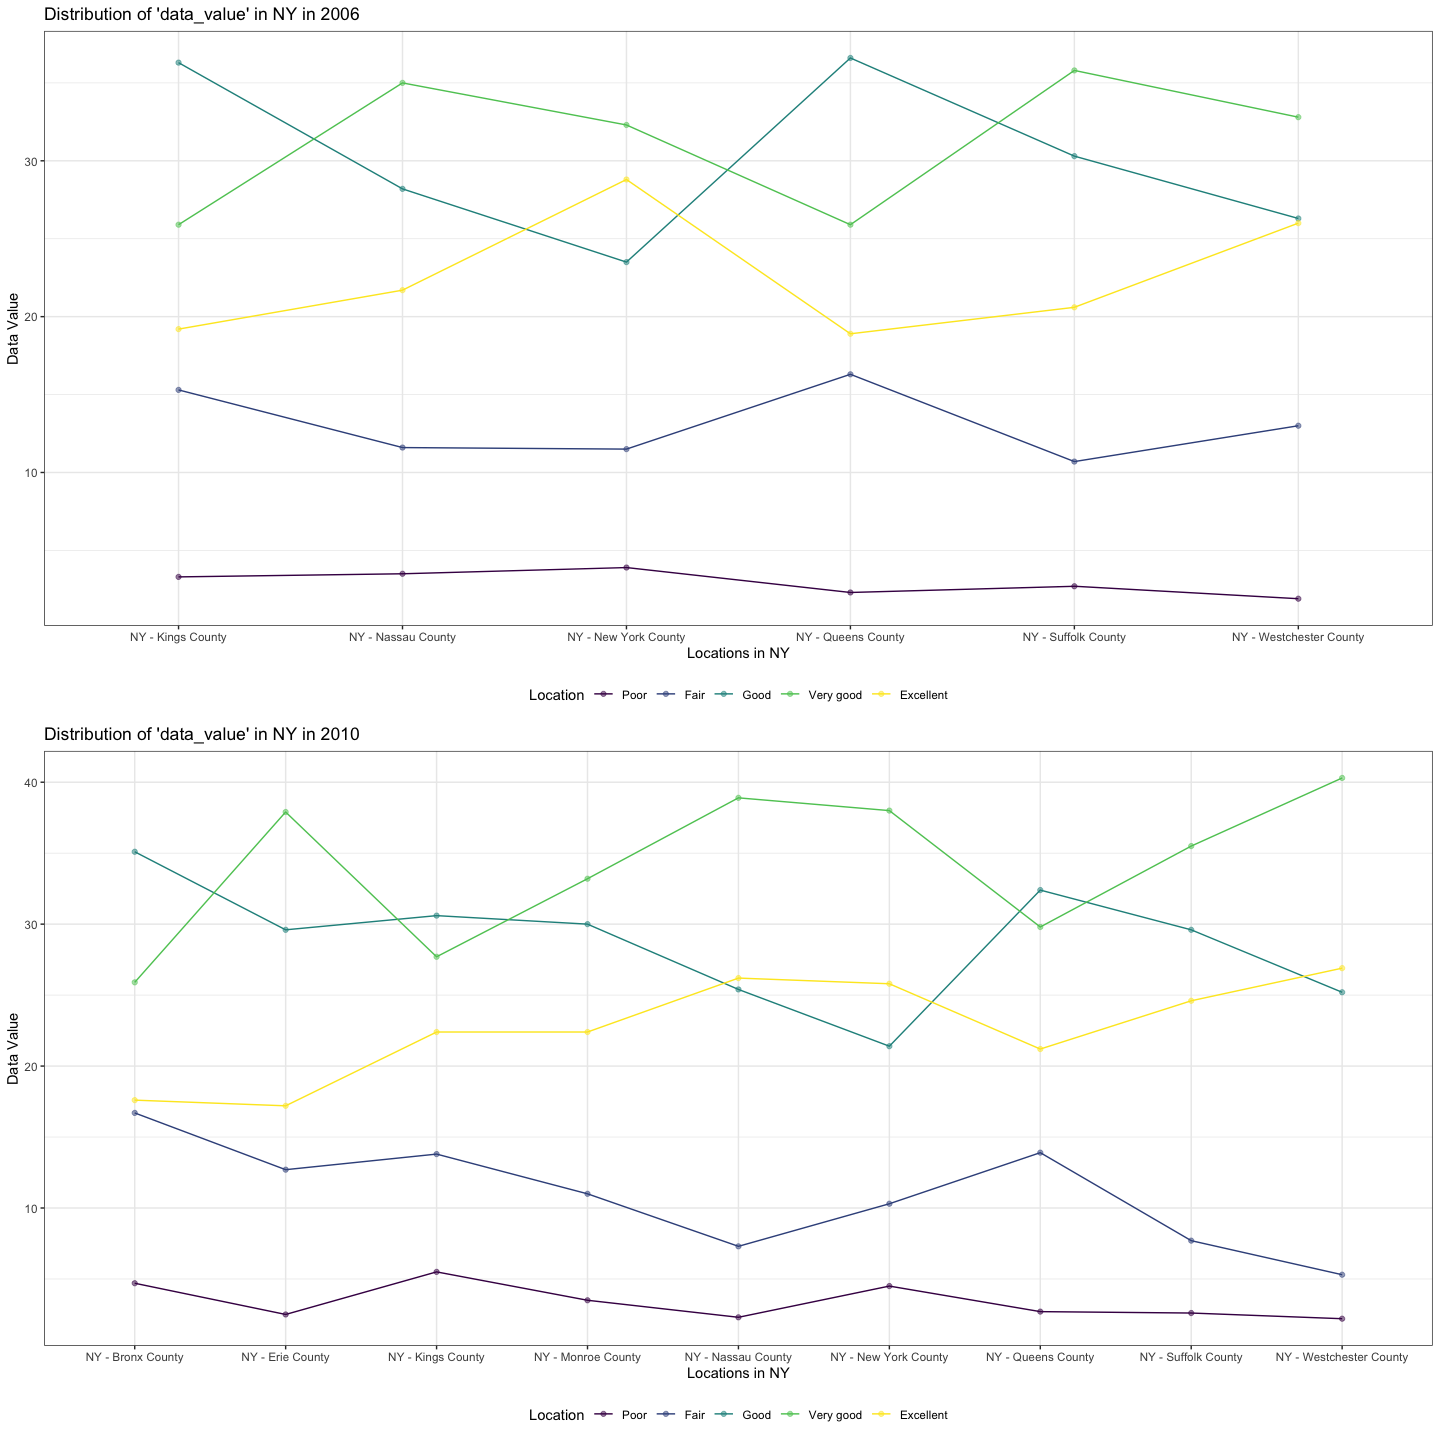 Distribution of 'data_value' in NY in 2006
Data Value
30
20
10
NY - Kings County NY - Nassau County NY - New York County NY - Queens County NY - Suffolk County NY - Westchester County
Locations in NY
Location Poor Fair Good Very good Excellent
Distribution of 'data_value' in NY in 2010
Data Value
40
30
20
10
NY - Bronx County NY - Erie County NY - Kings County NY - Monroe County NY - Nassau County NY - New York County NY - Queens County NY - Suffolk County NY - Westchester County
Locations in NY
Location Poor Fair Good Very good Excellent